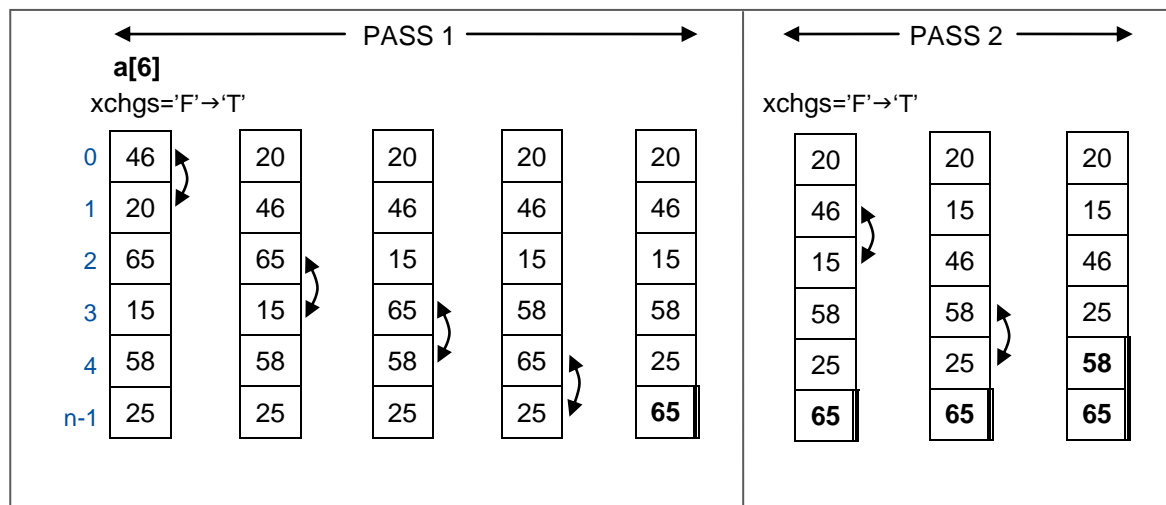 PASS 1
a[6]
xchgs='F'→‘T’
0 46 20 20 20 20
1 20 46 46 46 46
2 65 65 15 15 15
3 15 15 65 58 58
4 58 58 58 65 25
n-1 25 25 25 25 65
PASS 2
xchgs='F'→‘T’
20 20 20
46 15 15
15 46 46
58 58 25
25 25 58
65 65 65